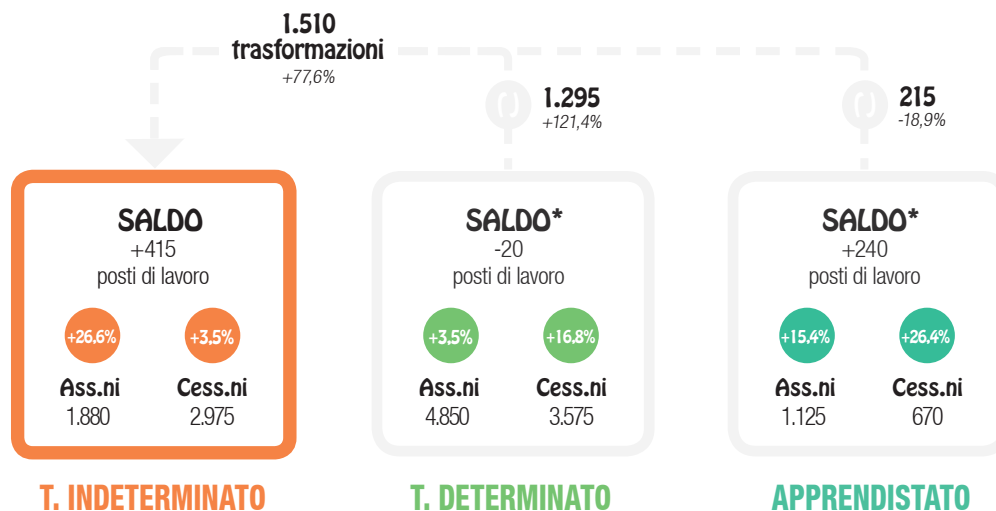 1.510
trasformazioni
+77,6%
1.295
+121,4%
215
-18,9%
SALDO
+415
posti di lavoro
+26,6% +3,5%
Ass.ni Cess.ni
1.880 2.975
T. INDETERMINATO
SALDO*
-20
posti di lavoro
+3,5% +16,8%
Ass.ni Cess.ni
4.850 3.575
T. DETERMINATO
SALDO*
+240
posti di lavoro
+15,4% +26,4%
Ass.ni Cess.ni
1.125 670
APPRENDISTATO